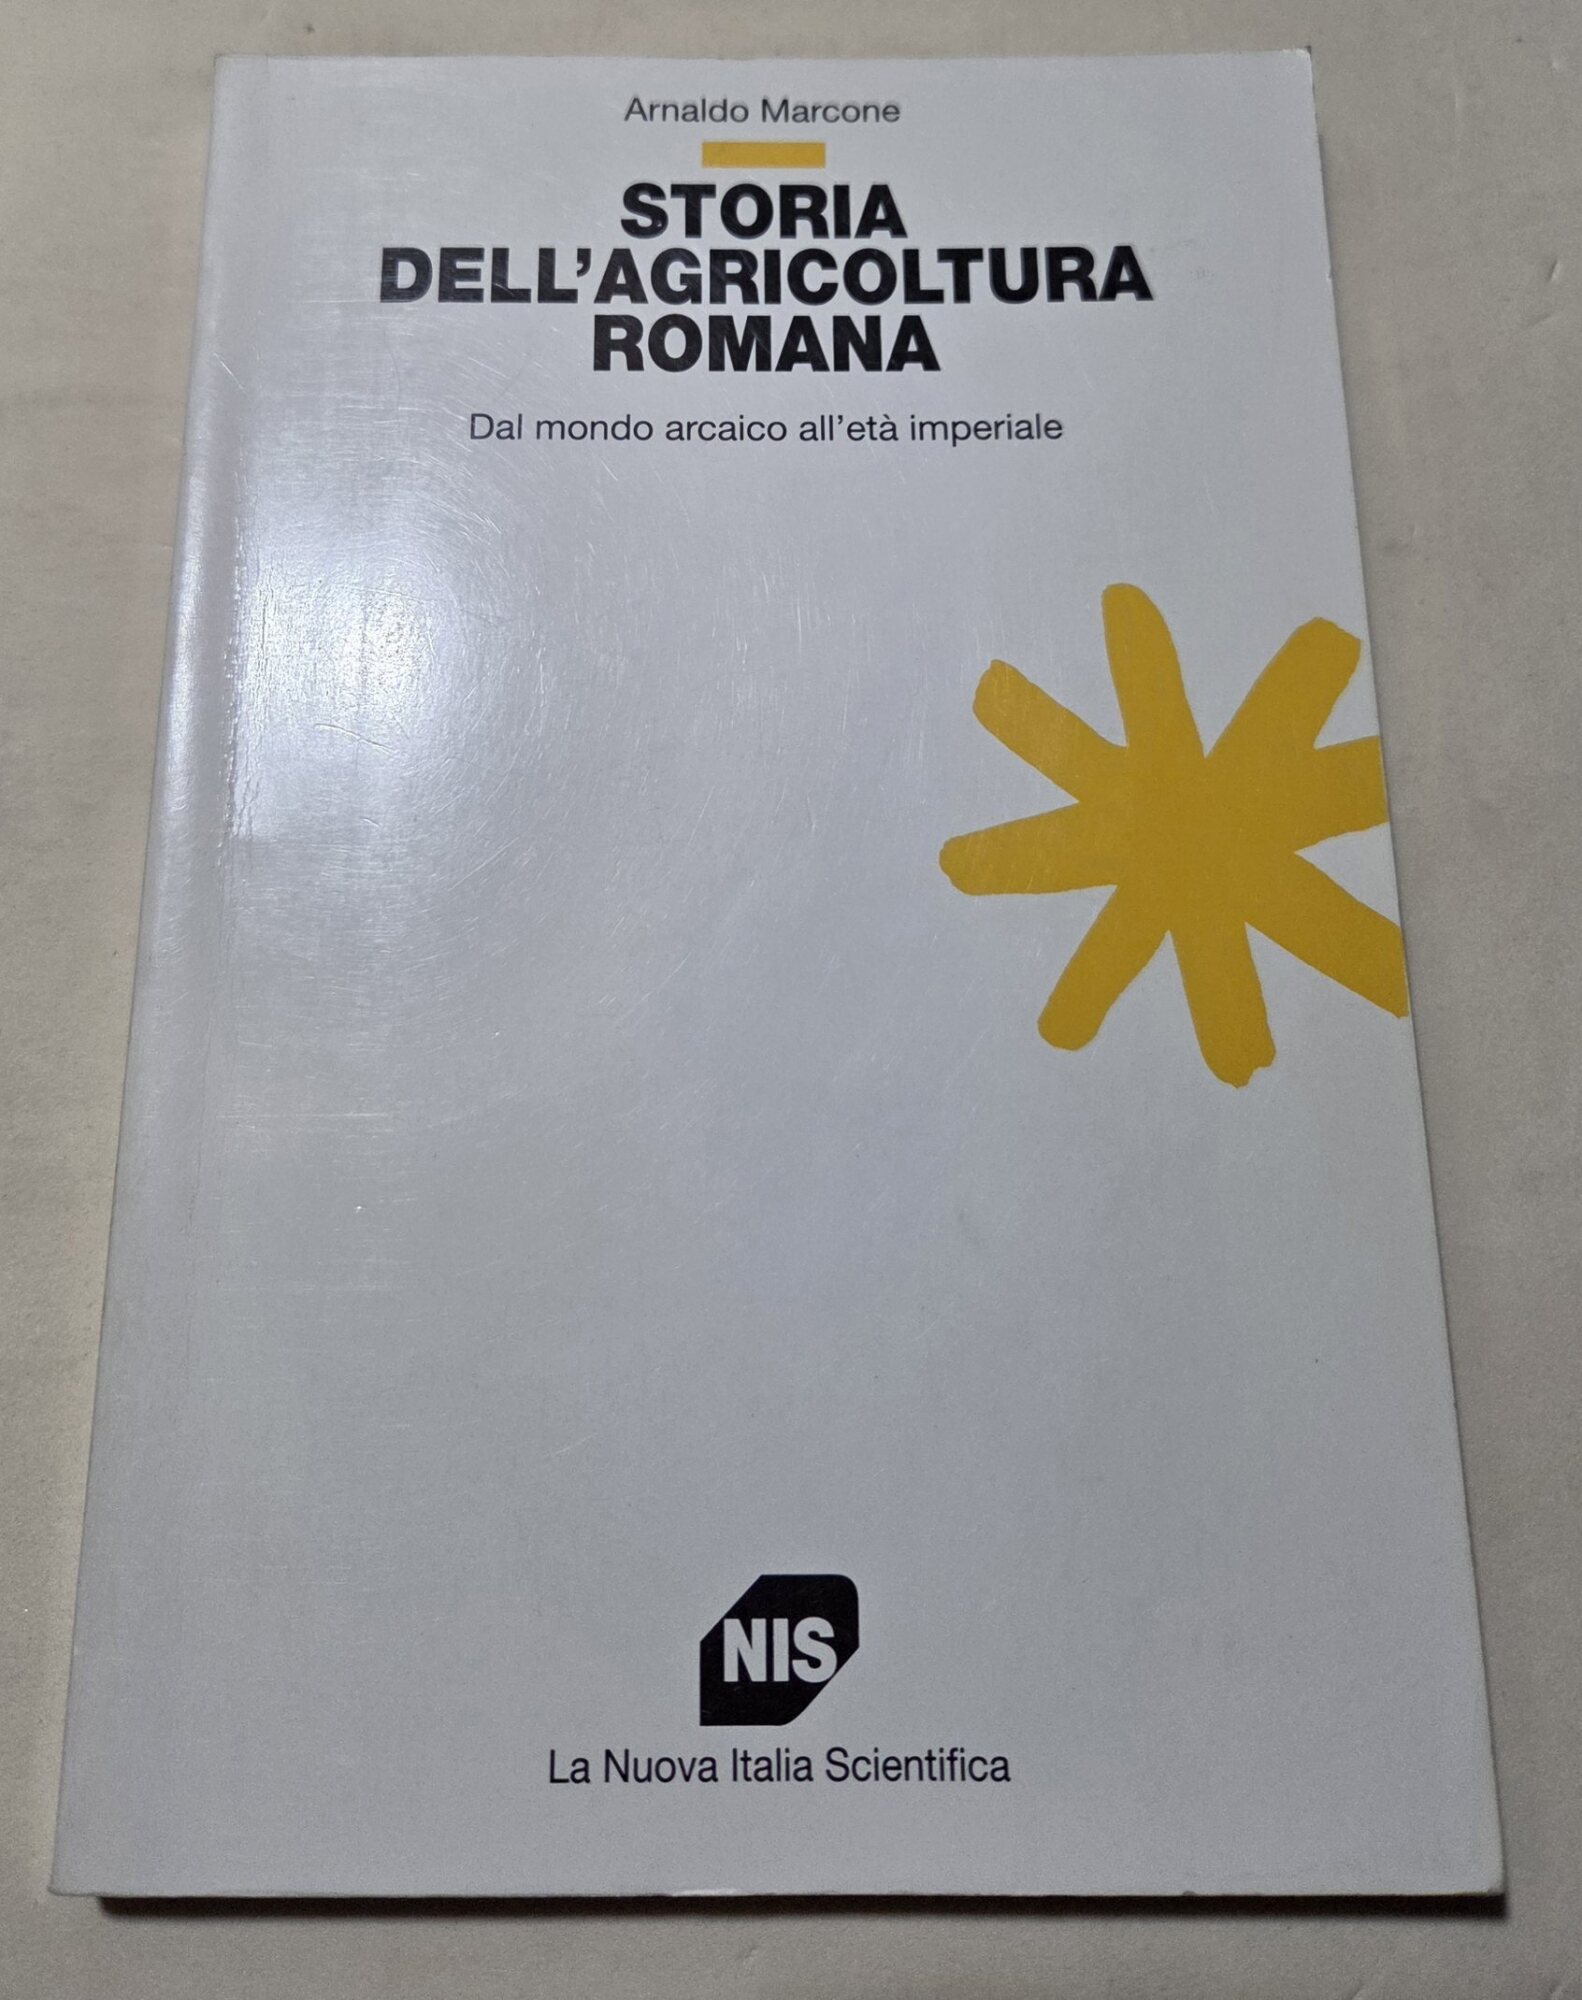 Arnaldo Marcone
STORIA
DELL’AGRICOLTURA
ROMANA
Dal mondo arcaico all’età imperiale
NIS
La Nuova Italia Scientifica